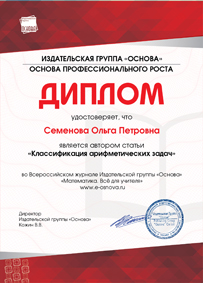 ИЗДАТЕЛЬСКАЯ ГРУППА «ОСНОВА»
ОСНОВА ПРОФЕССИОНАЛЬНОГО РОСТА
ДИПЛОМ
удостоверяет, что
Семенова Ольга Петровна
является автором статьи
«Классификация арифметических задач»
во Всероссийском журнале Издательской группы «Основа»
«Математика. Всё для учителя»
www.e-osnova.ru
Директор
Издательской группы «Основа»
Кожин В.В.